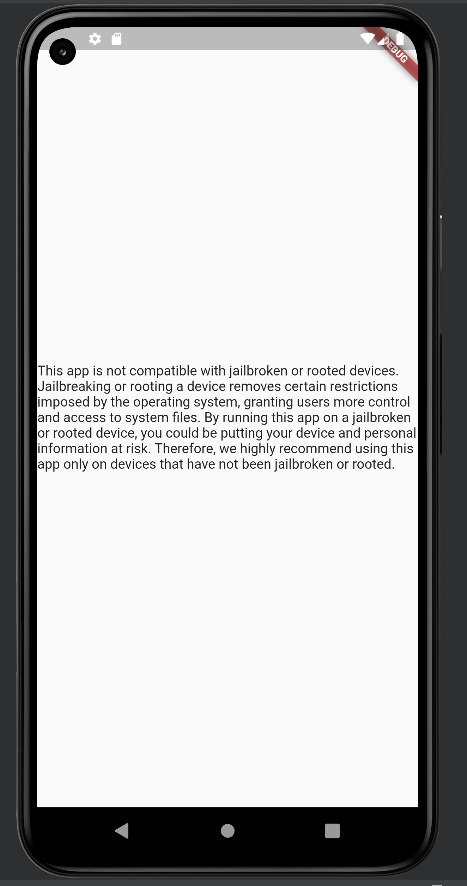 DEBUG
This app is not compatible with jailbroken or rooted devices.
Jailbreaking or rooting a device removes certain restrictions
imposed by the operating system, granting users more control
and access to system files. By running this app on a jailbroken
or rooted device, you could be putting your device and personal
information at risk. Therefore, we highly recommend using this
app only on devices that have not been jailbroken or rooted.